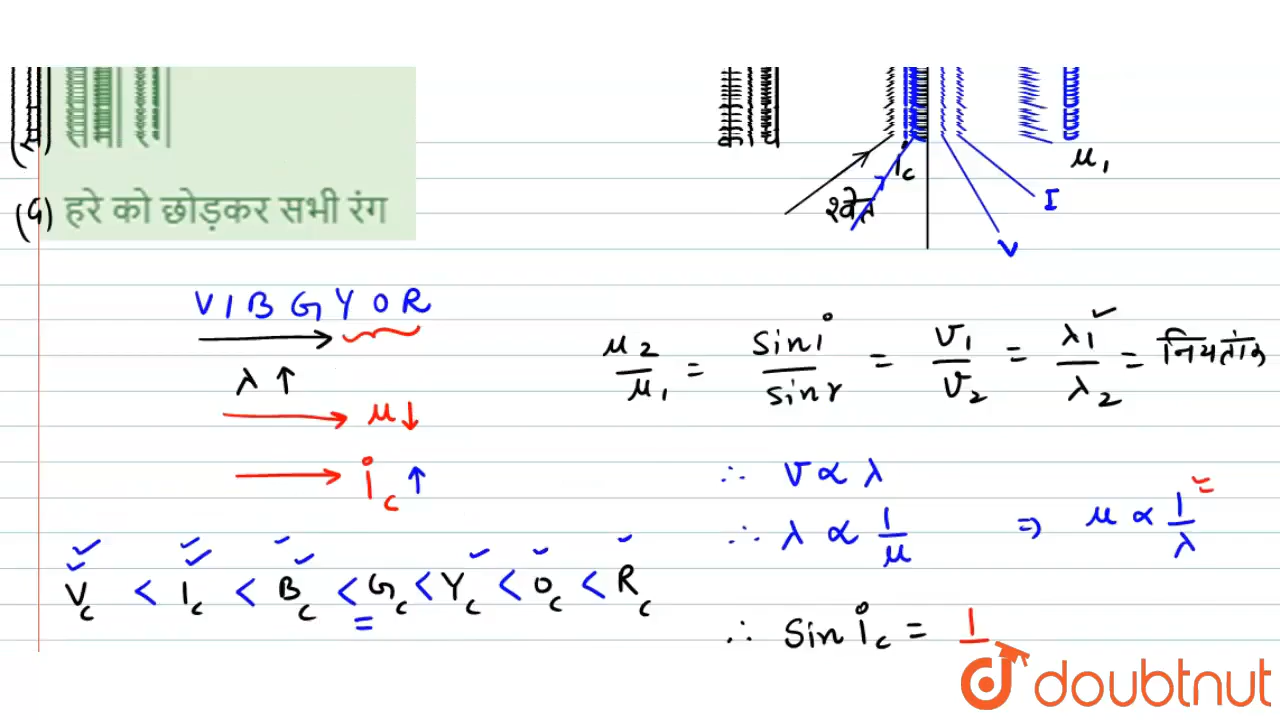 रंग
काँच
μ₁
i_c
श्वेत
I
V
हरे को छोड़कर सभी रंग
V I B G Y O R
λ ↑
μ ↓
i_c ↑
V_c < I_c < B_c < G_c < Y_c < O_c < R_c
μ₂/μ₁ = sin i/sin r = v₁/v₂ = λ₁/λ₂ = नियतांक
∴ v ∝ λ
∴ λ ∝ 1/μ ⇒ μ ∝ 1/λ
∴ Sin i_c = 1
doubtnut